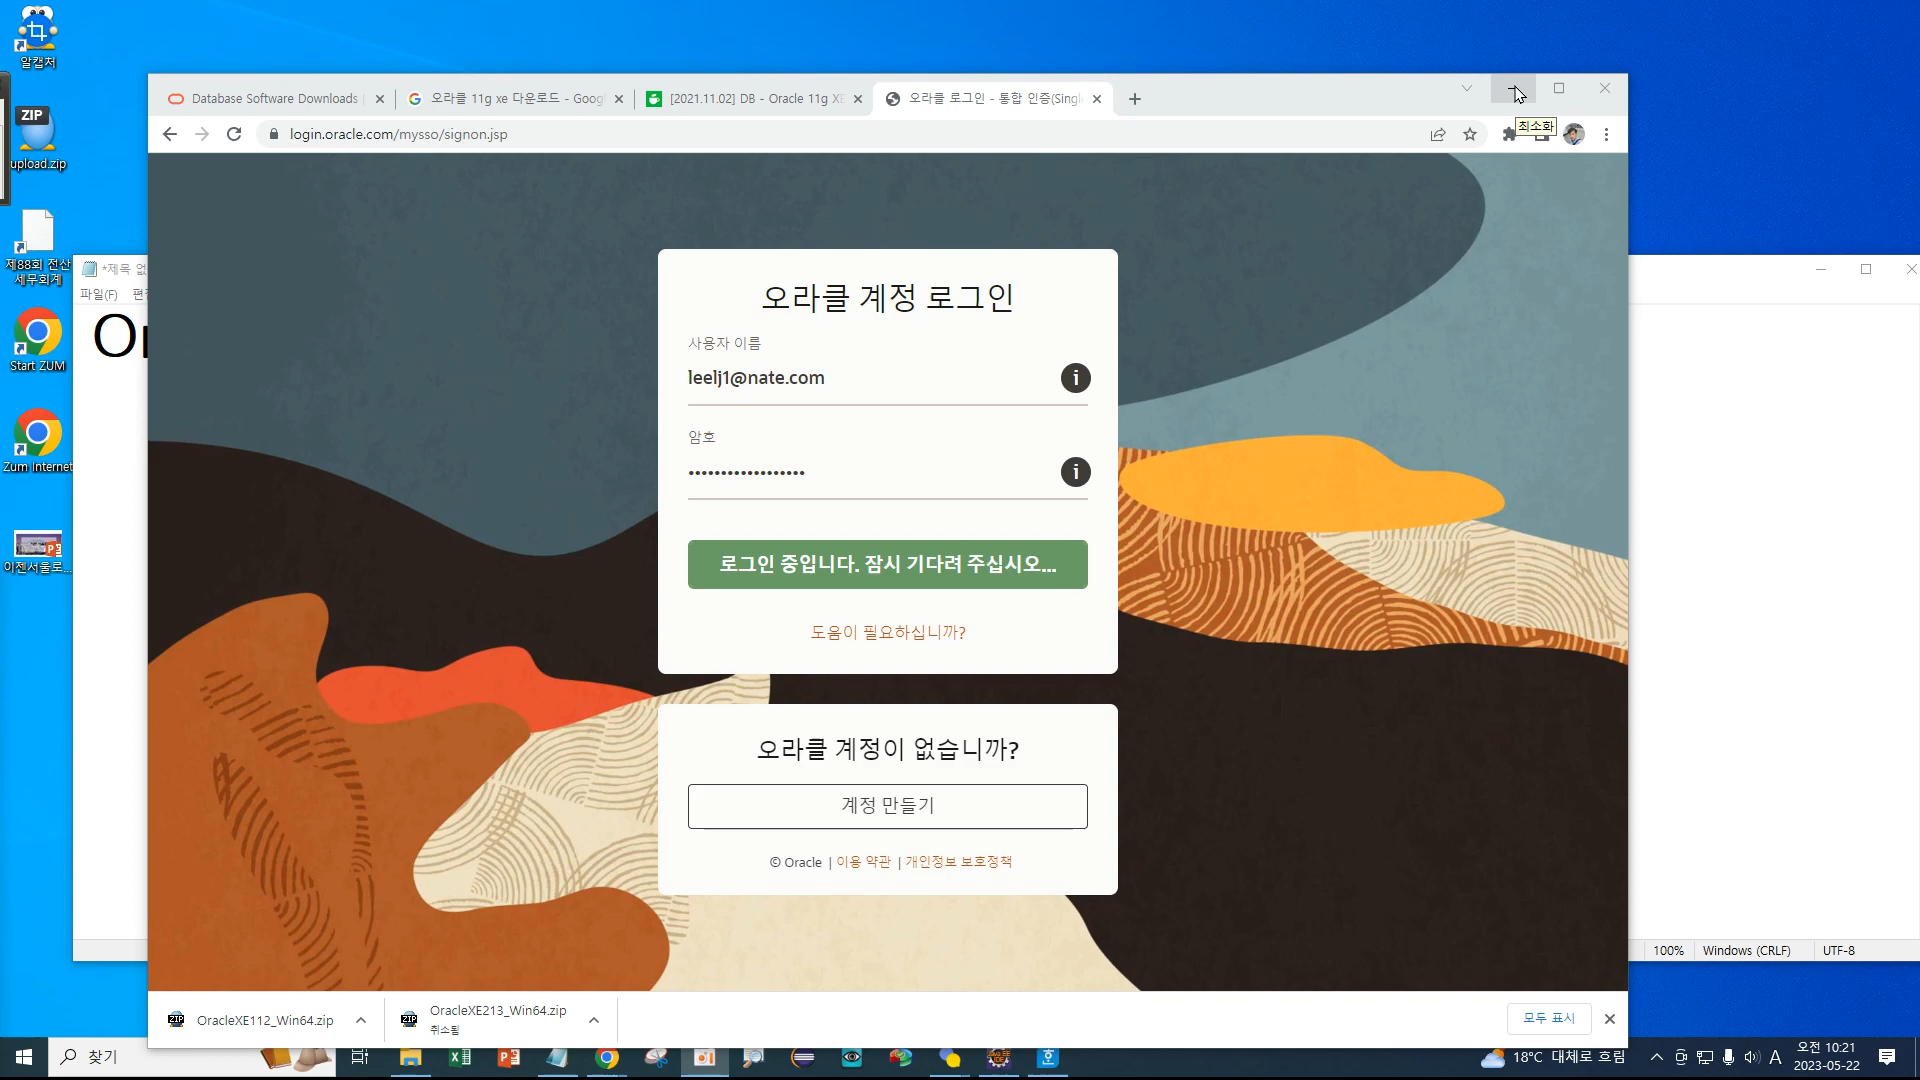 알캡처
ZIP
upload.zip
제88회 전산
세무회계
Start ZUM
Zum Internet
이젠서울로...
*제목 없
파일(F)
Database Software Downloads
오라클 11g xe 다운로드 - Goog
[2021.11.02] DB - Oracle 11g XE
오라클 로그인 - 통합 인증(Singl
login.oracle.com/mysso/signon.jsp
최소화
오라클 계정 로그인
사용자 이름
leelj1@nate.com
암호
••••••••••••••••••
로그인 중입니다. 잠시 기다려 주십시오...
도움이 필요하십니까?
오라클 계정이 없습니까?
계정 만들기
© Oracle | 이용 약관 | 개인정보 보호정책
100% Windows (CRLF) UTF-8
OracleXE112_Win64.zip
OracleXE213_Win64.zip
취소됨
모두 표시
찾기
18°C 대체로 흐림
A
오전 10:21
2023-05-22